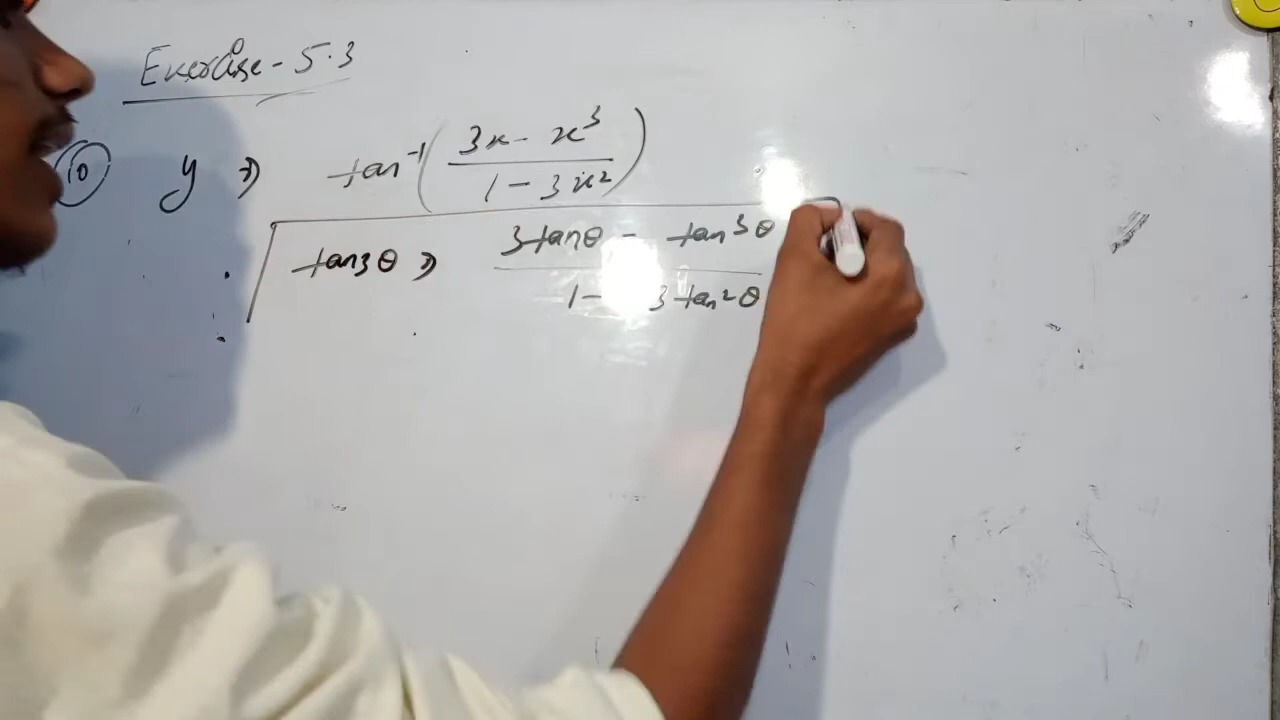 Exercise - 5.3
10 y ⇒ tan⁻¹( 3x - x³ / 1 - 3x² )
tan3θ ⇒ 3tanθ - tan³θ / 1 - 3tan²θ